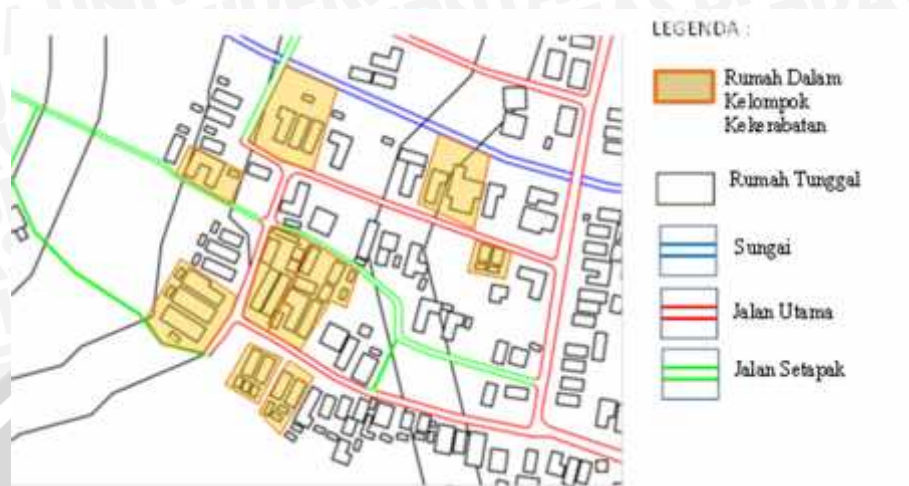 LEGENDA :
Rumah Dalam
Kelompok
Kekerabatan
Rumah Tunggal
Sungai
Jalan Utama
Jalan Setapak